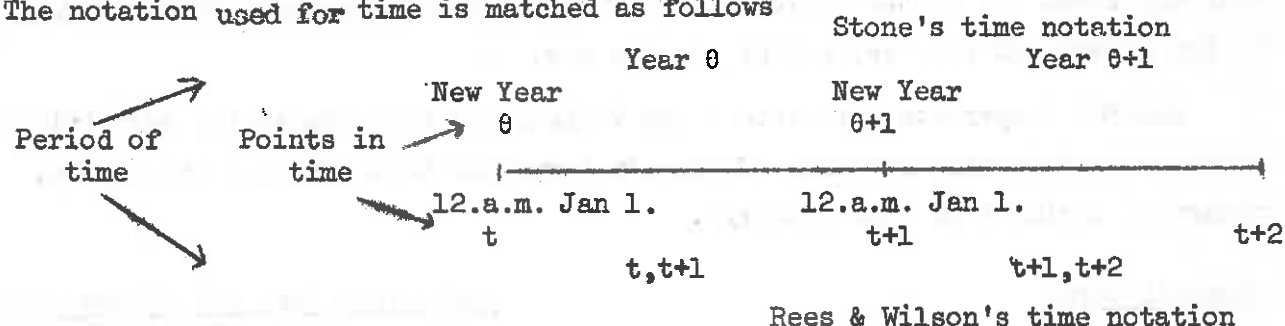 The notation used for time is matched as follows
Stone's time notation
Year θ Year θ+1
New Year New Year
Period of Points in θ θ+1
time time
12.a.m. Jan 1. 12.a.m. Jan 1.
t t+1 t+2
t,t+1 t+1,t+2
Rees & Wilson's time notation